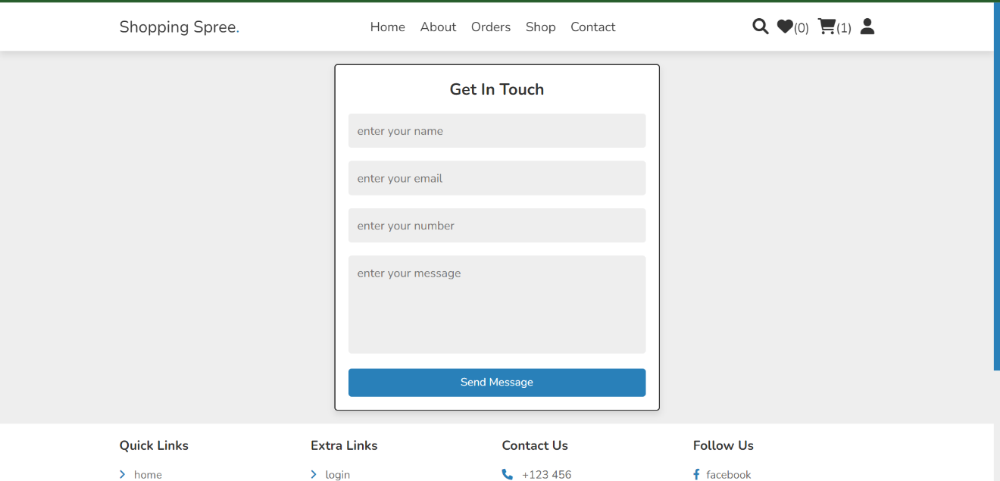 Shopping Spree.
Home About Orders Shop Contact
(0) (1)
Get In Touch
enter your name
enter your email
enter your number
enter your message
Send Message
Quick Links Extra Links Contact Us Follow Us
home login +123 456 facebook